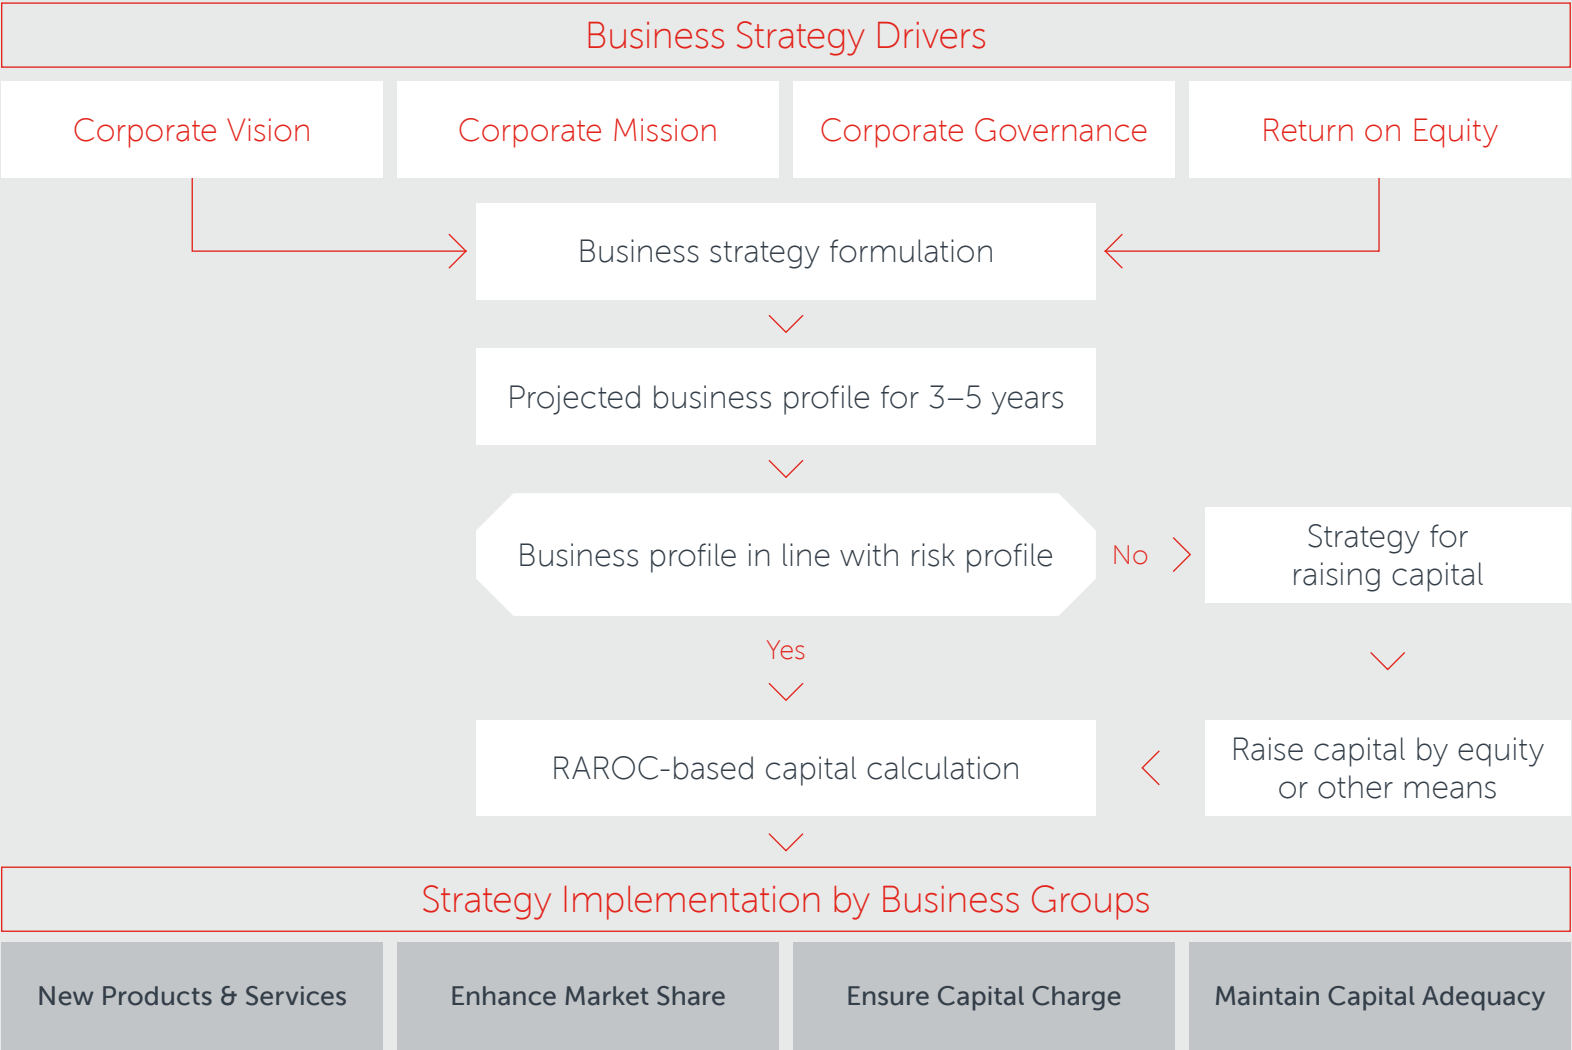 Business Strategy Drivers
Corporate Vision
Corporate Mission
Corporate Governance
Return on Equity
Business strategy formulation
Projected business profile for 3–5 years
Business profile in line with risk profile
No
Strategy for
raising capital
Yes
RAROC-based capital calculation
Raise capital by equity
or other means
Strategy Implementation by Business Groups
New Products & Services
Enhance Market Share
Ensure Capital Charge
Maintain Capital Adequacy